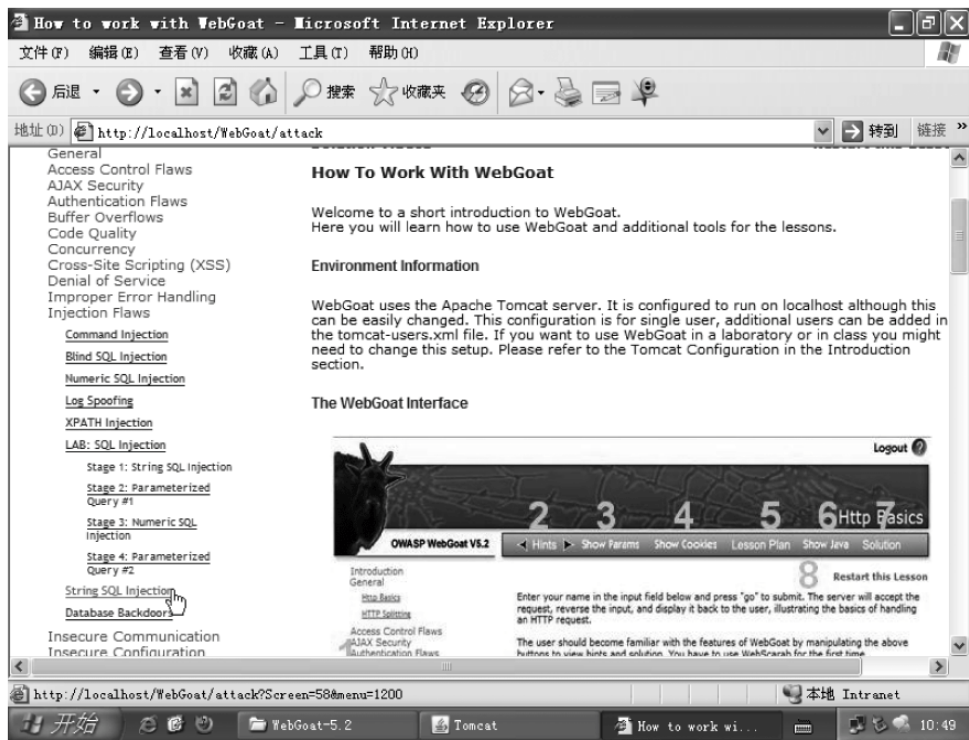 How to work with WebGoat - Microsoft Internet Explorer
文件(F) 编辑(E) 查看(V) 收藏(A) 工具(T) 帮助(H)
后退 搜索 收藏夹
地址(D) http://localhost/WebGoat/attack 转到 链接 »
General
Access Control Flaws
AJAX Security
Authentication Flaws
Buffer Overflows
Code Quality
Concurrency
Cross-Site Scripting (XSS)
Denial of Service
Improper Error Handling
Injection Flaws
Command Injection
Blind SQL Injection
Numeric SQL Injection
Log Spoofing
XPATH Injection
LAB: SQL Injection
Stage 1: String SQL Injection
Stage 2: Parameterized
Query #1
Stage 3: Numeric SQL
Injection
Stage 4: Parameterized
Query #2
String SQL Injection
Database Backdoors
Insecure Communication
Insecure Configuration
How To Work With WebGoat
Welcome to a short introduction to WebGoat.
Here you will learn how to use WebGoat and additional tools for the lessons.
Environment Information
WebGoat uses the Apache Tomcat server. It is configured to run on localhost although this
can be easily changed. This configuration is for single user, additional users can be added in
the tomcat-users.xml file. If you want to use WebGoat in a laboratory or in class you might
need to change this setup. Please refer to the Tomcat Configuration in the Introduction
section.
The WebGoat Interface
Logout ?
2 3 4 5 6 7
Http Basics
OWASP WebGoat V5.2 Hints Show Params Show Cookies Lesson Plan Show Java Solution
Introduction
General
Http Basics
HTTP Splitting
Access Control Flaws
1
AJAX Security
Authentication Flaws
8 Restart this Lesson
Enter your name in the input field below and press "go" to submit. The server will accept the
request, reverse the input, and display it back to the user, illustrating the basics of handling
an HTTP request.
The user should become familiar with the features of WebGoat by manipulating the above
buttons to view hints and solution. You have to use WebScarab for the first time.
http://localhost/WebGoat/attack?Screen=58&menu=1200 本地 Intranet
开始 WebGoat-5.2 Tomcat How to work wi... 10:49